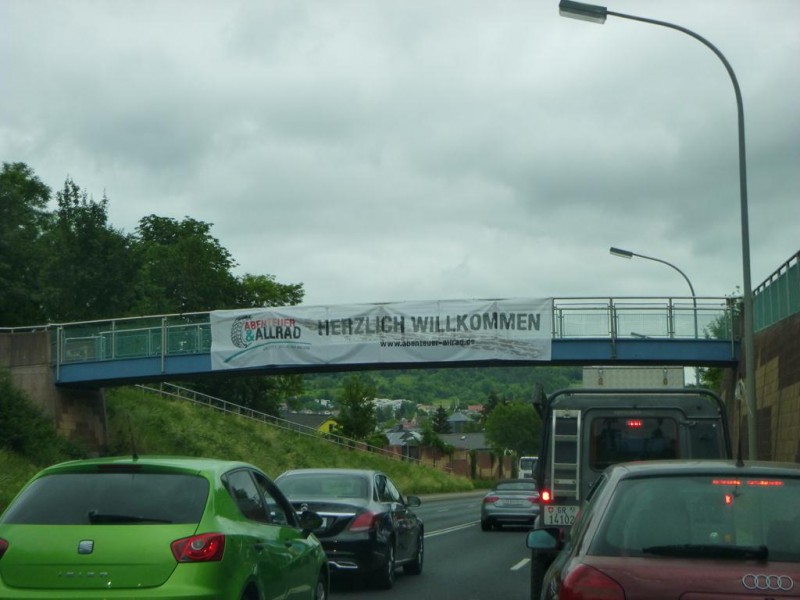 ABENTEUER
&ALLRAD
HERZLICH WILLKOMMEN
www.abenteuer-allrad.de